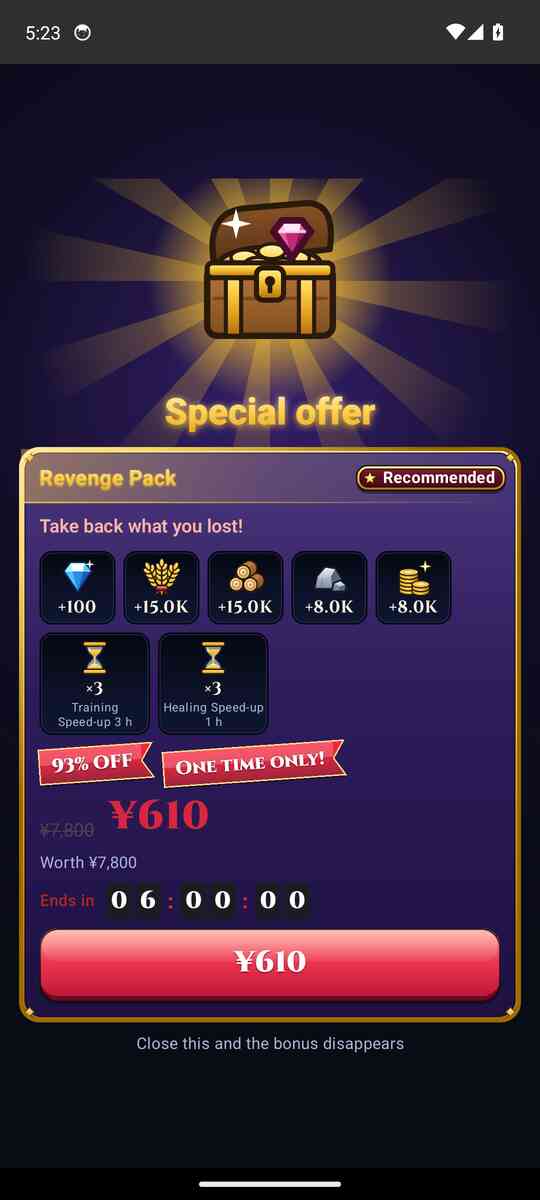 5:23
Special offer
Revenge Pack
★ Recommended
Take back what you lost!
+100
+15.0K
+15.0K
+8.0K
+8.0K
×3
Training
Speed-up 3 h
×3
Healing Speed-up
1 h
93% OFF
ONE TIME ONLY!
¥7,800 ¥610
Worth ¥7,800
Ends in 06:00:00
¥610
Close this and the bonus disappears